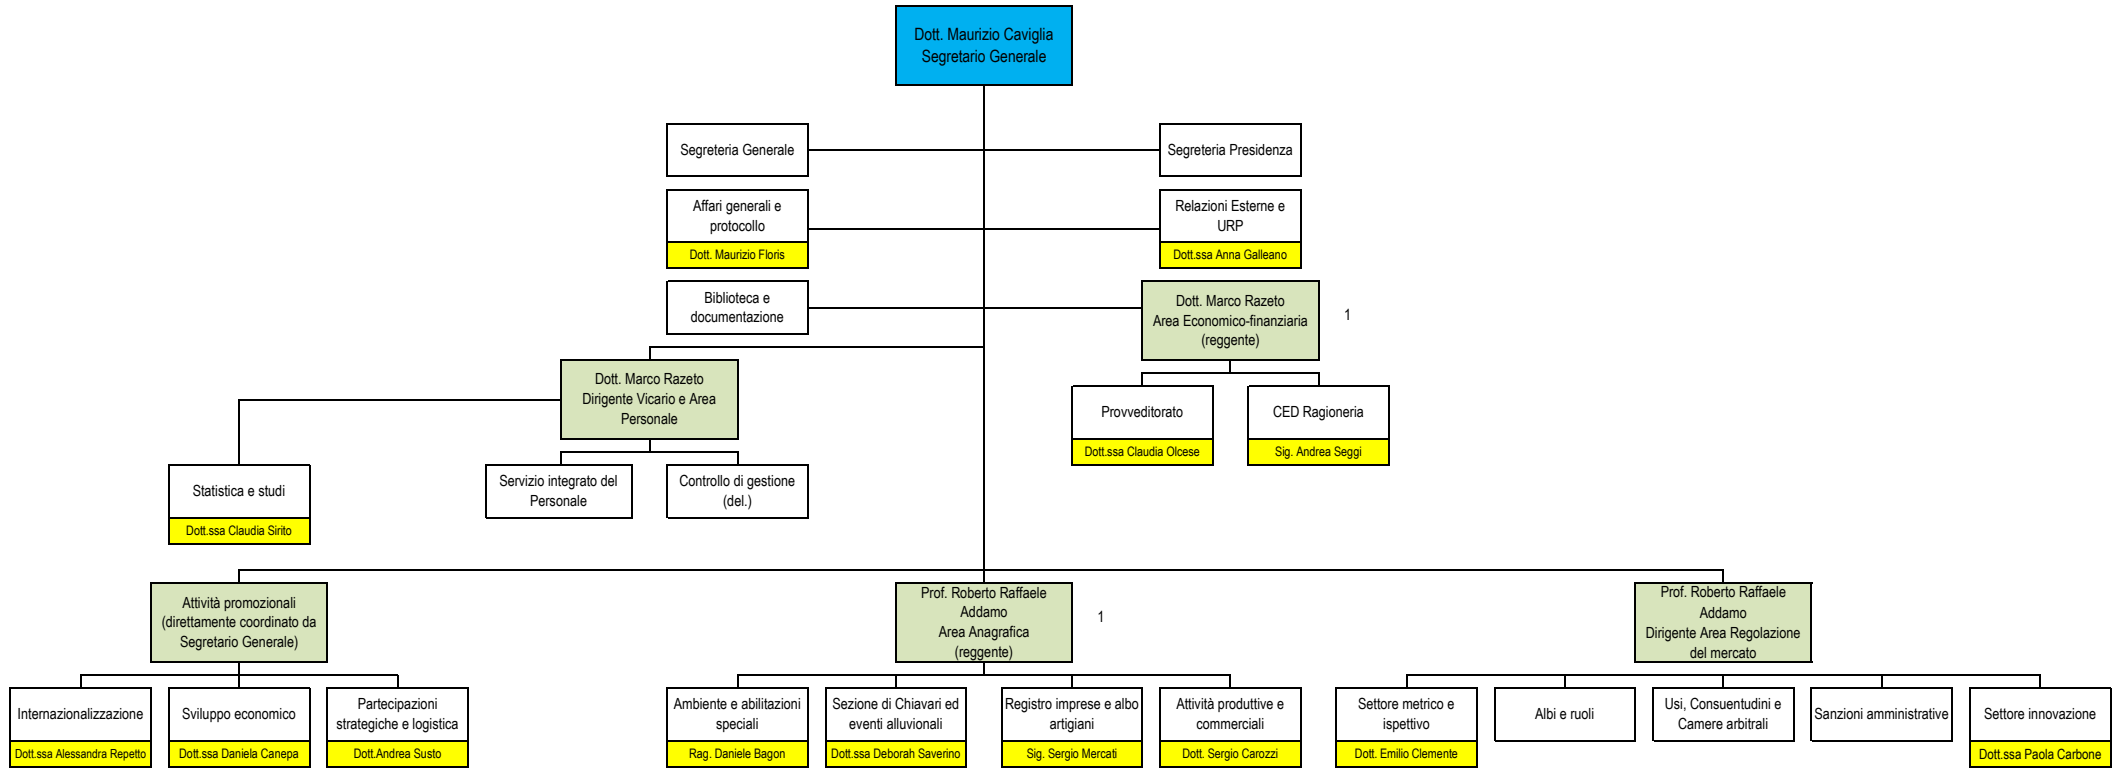 Dott. Maurizio Caviglia
Segretario Generale
Segreteria Generale
Segreteria Presidenza
Affari generali e
protocollo
Dott. Maurizio Floris
Relazioni Esterne e
URP
Dott.ssa Anna Galleano
Biblioteca e
documentazione
Dott. Marco Razeto
Area Economico-finanziaria
(reggente)
1
Dott. Marco Razeto
Dirigente Vicario e Area
Personale
Provveditorato
Dott.ssa Claudia Olcese
CED Ragioneria
Sig. Andrea Seggi
Statistica e studi
Dott.ssa Claudia Sirito
Servizio integrato del
Personale
Controllo di gestione
(del.)
Attività promozionali
(direttamente coordinato da
Segretario Generale)
Prof. Roberto Raffaele
Addamo
Area Anagrafica
(reggente)
1
Prof. Roberto Raffaele
Addamo
Dirigente Area Regolazione
del mercato
Internazionalizzazione
Dott.ssa Alessandra Repetto
Sviluppo economico
Dott.ssa Daniela Canepa
Partecipazioni
strategiche e logistica
Dott.Andrea Susto
Ambiente e abilitazioni
speciali
Rag. Daniele Bagon
Sezione di Chiavari ed
eventi alluvionali
Dott.ssa Deborah Saverino
Registro imprese e albo
artigiani
Sig. Sergio Mercati
Attività produttive e
commerciali
Dott. Sergio Carozzi
Settore metrico e
ispettivo
Dott. Emilio Clemente
Albi e ruoli
Usi, Consuentudini e
Camere arbitrali
Sanzioni amministrative
Settore innovazione
Dott.ssa Paola Carbone